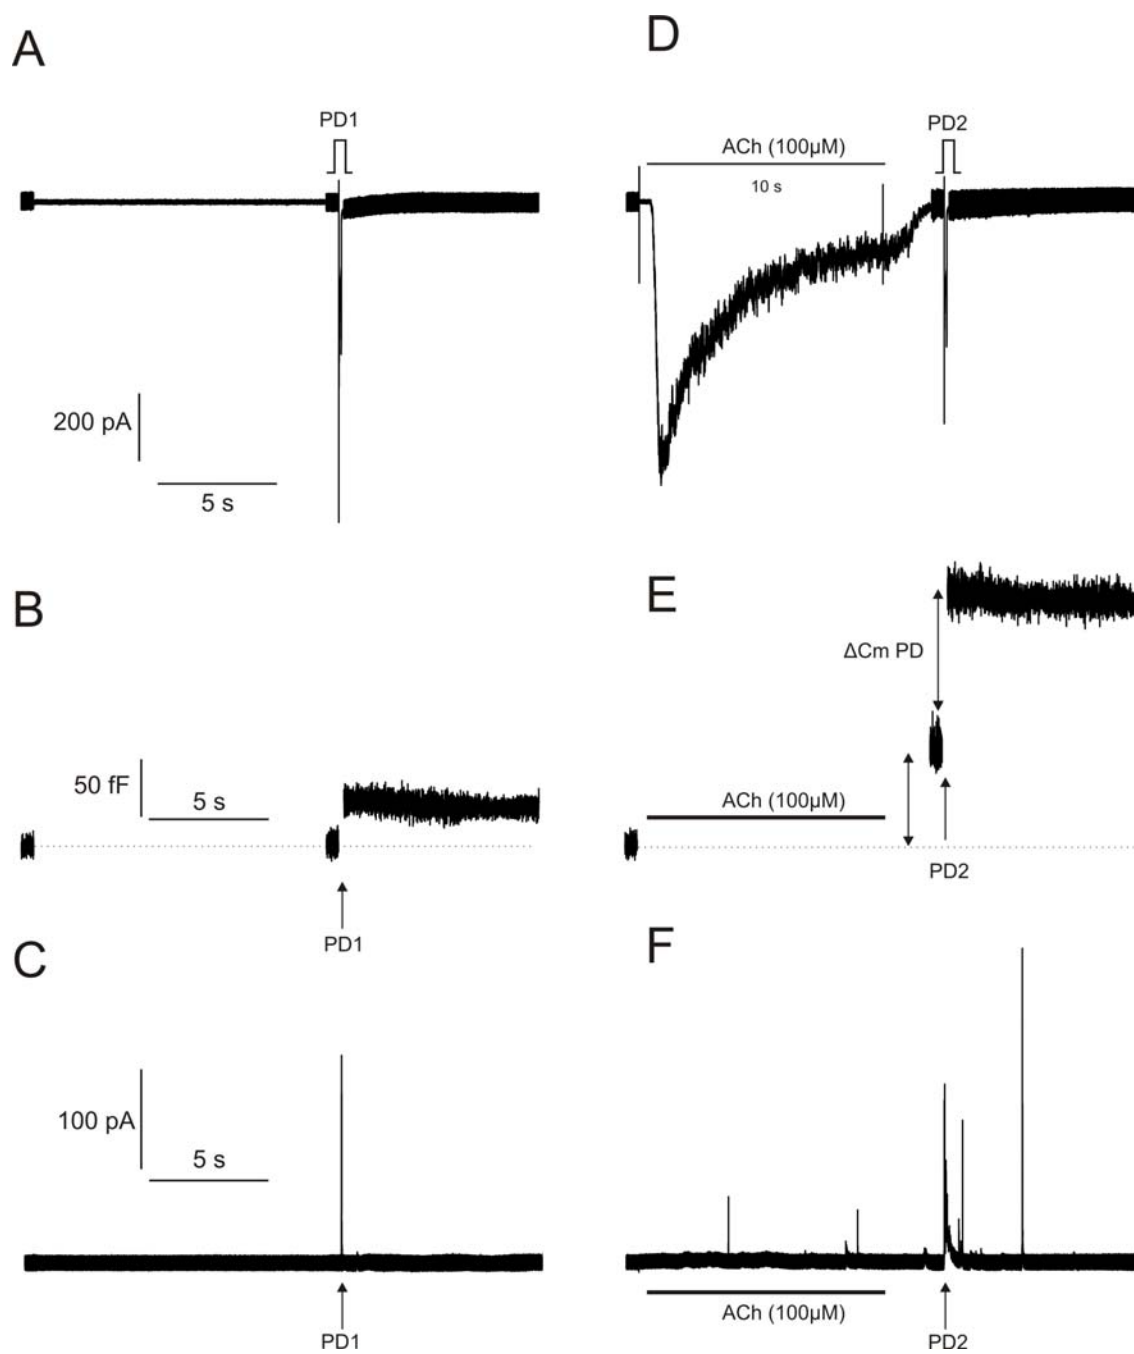 A
PD1
200 pA
5 s
B
50 fF
5 s
PD1
C
100 pA
5 s
PD1
D
PD2
ACh (100µM)
10 s
E
ΔCm PD
ACh (100µM)
PD2
F
ACh (100µM)
PD2